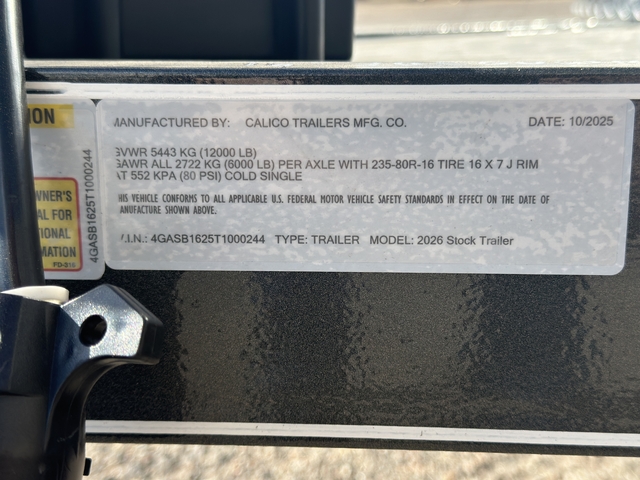 ION
OWNER'S
AL FOR
TIONAL
MATION
FD-316
4GASB1625T1000244
MANUFACTURED BY: CALICO TRAILERS MFG. CO. DATE: 10/2025
GVWR 5443 KG (12000 LB)
GAWR ALL 2722 KG (6000 LB) PER AXLE WITH 235-80R-16 TIRE 16 X 7 J RIM
AT 552 KPA (80 PSI) COLD SINGLE
THIS VEHICLE CONFORMS TO ALL APPLICABLE U.S. FEDERAL MOTOR VEHICLE SAFETY STANDARDS IN EFFECT ON THE DATE OF
MANUFACTURE SHOWN ABOVE.
V.I.N.: 4GASB1625T1000244 TYPE: TRAILER MODEL: 2026 Stock Trailer